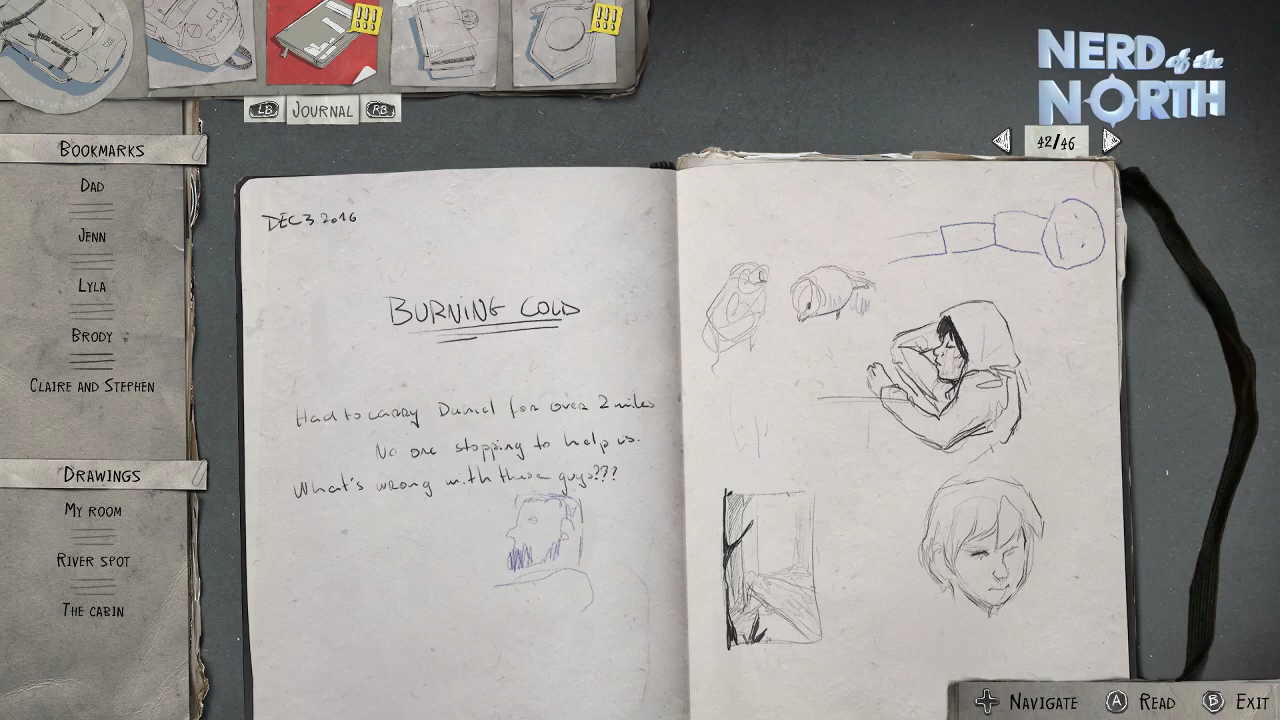 NERD of the
NORTH
LB JOURNAL RB
42/46
BOOKMARKS
DAD
JENN
LYLA
BRODY
CLAIRE AND STEPHEN
DRAWINGS
MY ROOM
RIVER SPOT
THE CABIN
DEC 3 2016
BURNING COLD
Had to carry Daniel for over 2 miles
No one stopping to help us.
What's wrong with these guys???
NAVIGATE A READ B EXIT